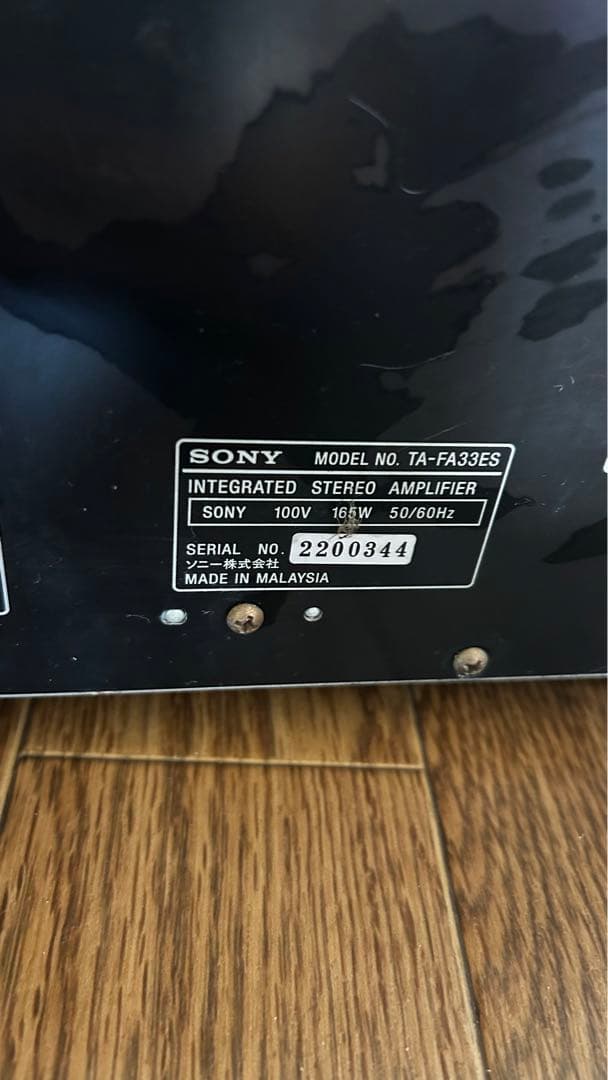 SONY MODEL NO. TA-FA33ES
INTEGRATED STEREO AMPLIFIER
SONY 100V 165W 50/60Hz
SERIAL NO. 2200344
ソニー株式会社
MADE IN MALAYSIA